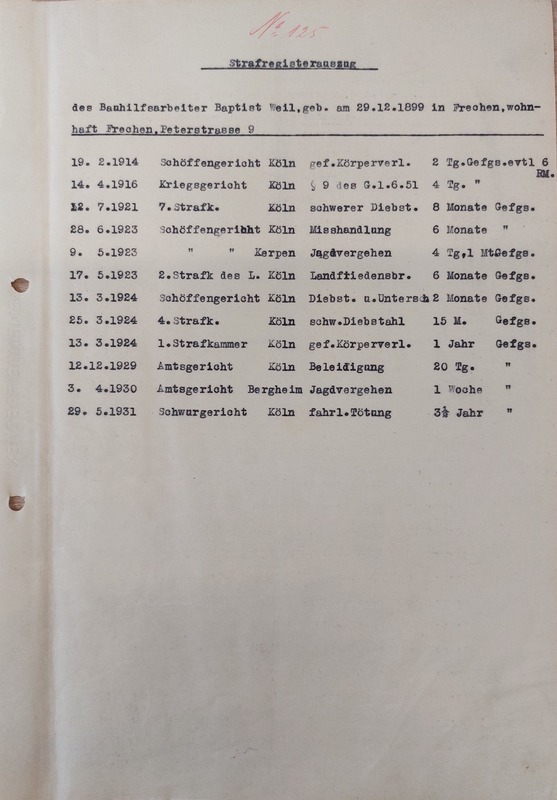 No 125
Strafregisterauszug
des Bauhilfsarbeiter Baptist Weil,geb. am 29.12.1899 in Frechen,wohn-
haft Frechen,Peterstrasse 9
19. 2.1914 Schöffengericht Köln gef.Körperverl. 2 Tg.Gefgs.evtl 6 RM.
14. 4.1916 Kriegsgericht Köln § 9 des G.1.6.51 4 Tg. "
12. 7.1921 7.Strafk. Köln schwerer Diebst. 8 Monate Gefgs.
28. 6.1923 Schöffengericht Köln Misshandlung 6 Monate "
9. 5.1923 " " Kerpen Jagdvergehen 4 Tg,1 MtGefgs.
17. 5.1923 2.Strafk des L. Köln Landfriedensbr. 6 Monate Gefgs.
13. 3.1924 Schöffengericht Köln Diebst. u.Untersch 2 Monate Gefgs.
25. 3.1924 4.Strafk. Köln schw.Diebstahl 15 M. Gefgs.
13. 3.1924 1.Strafkammer Köln gef.Körperverl. 1 Jahr Gefgs.
12.12.1929 Amtsgericht Köln Beleidigung 20 Tg. "
3. 4.1930 Amtsgericht Bergheim Jagdvergehen 1 Woche "
29. 5.1931 Schwurgericht Köln fahrl.Tötung 3½ Jahr "